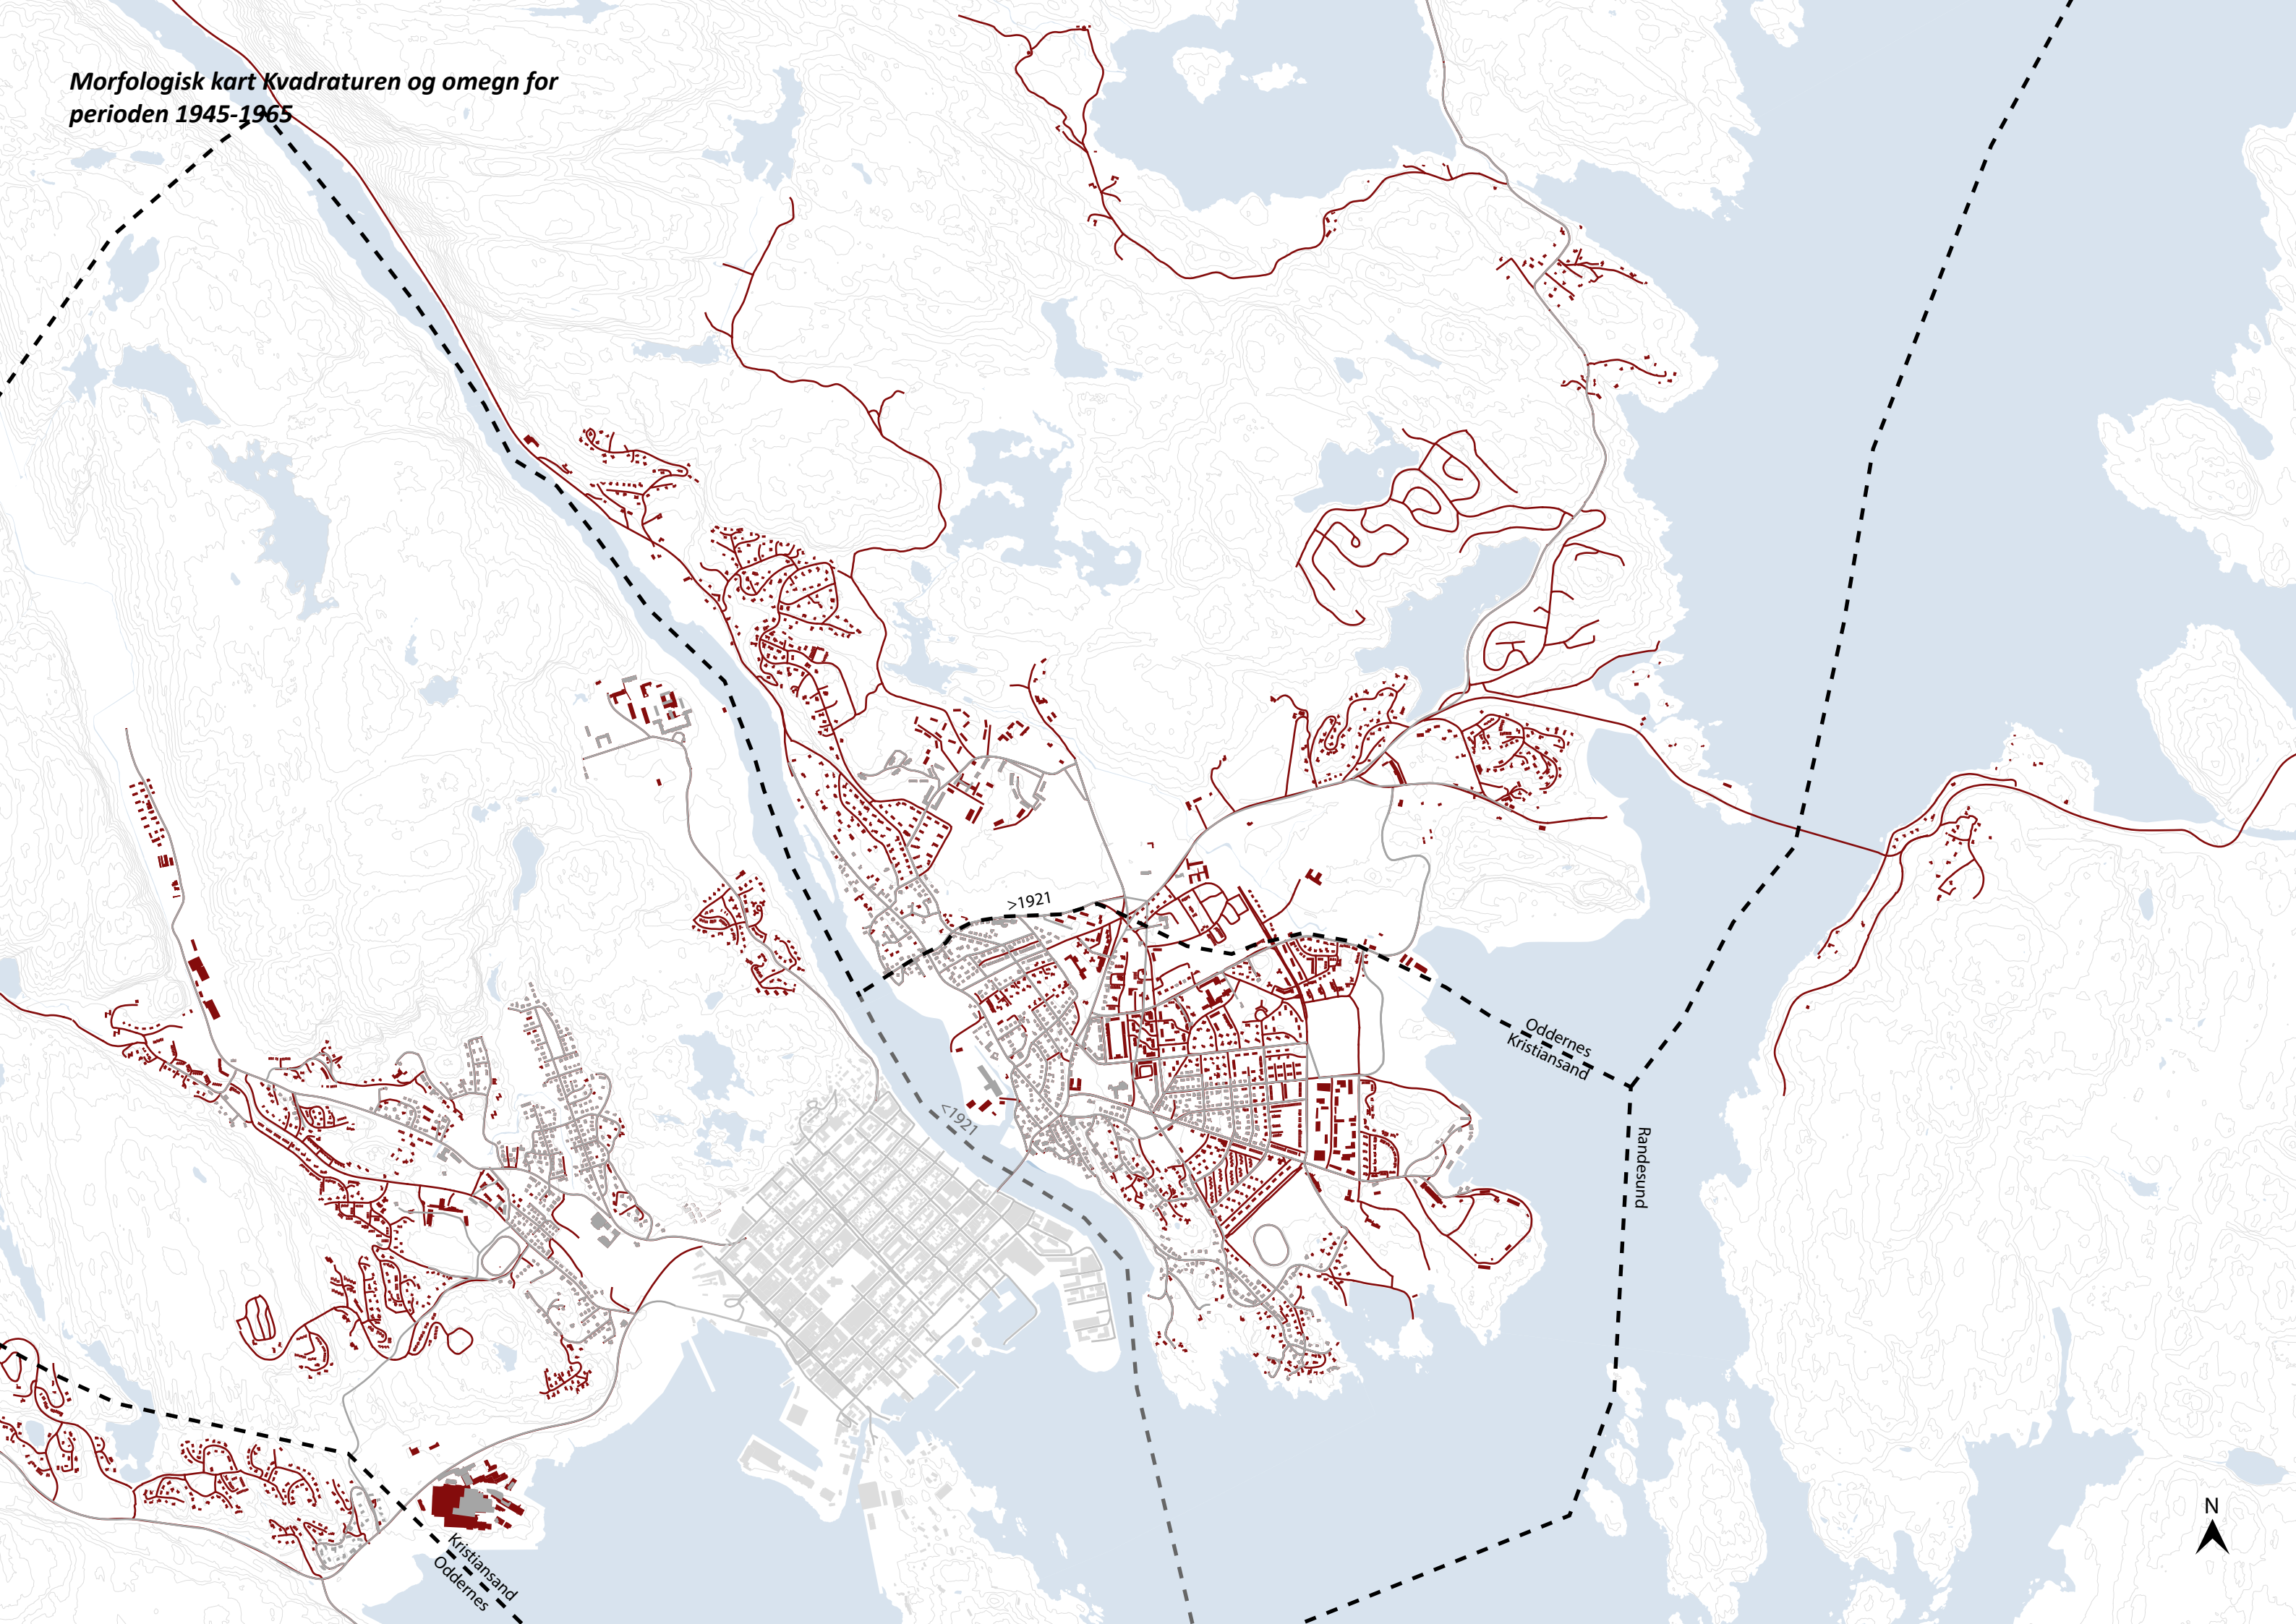 Morfologisk kart Kvadraturen og omegn for
perioden 1945-1965
>1921
Oddernes
Kristiansand
<1921
Randesund
Kristiansand
Oddernes
N